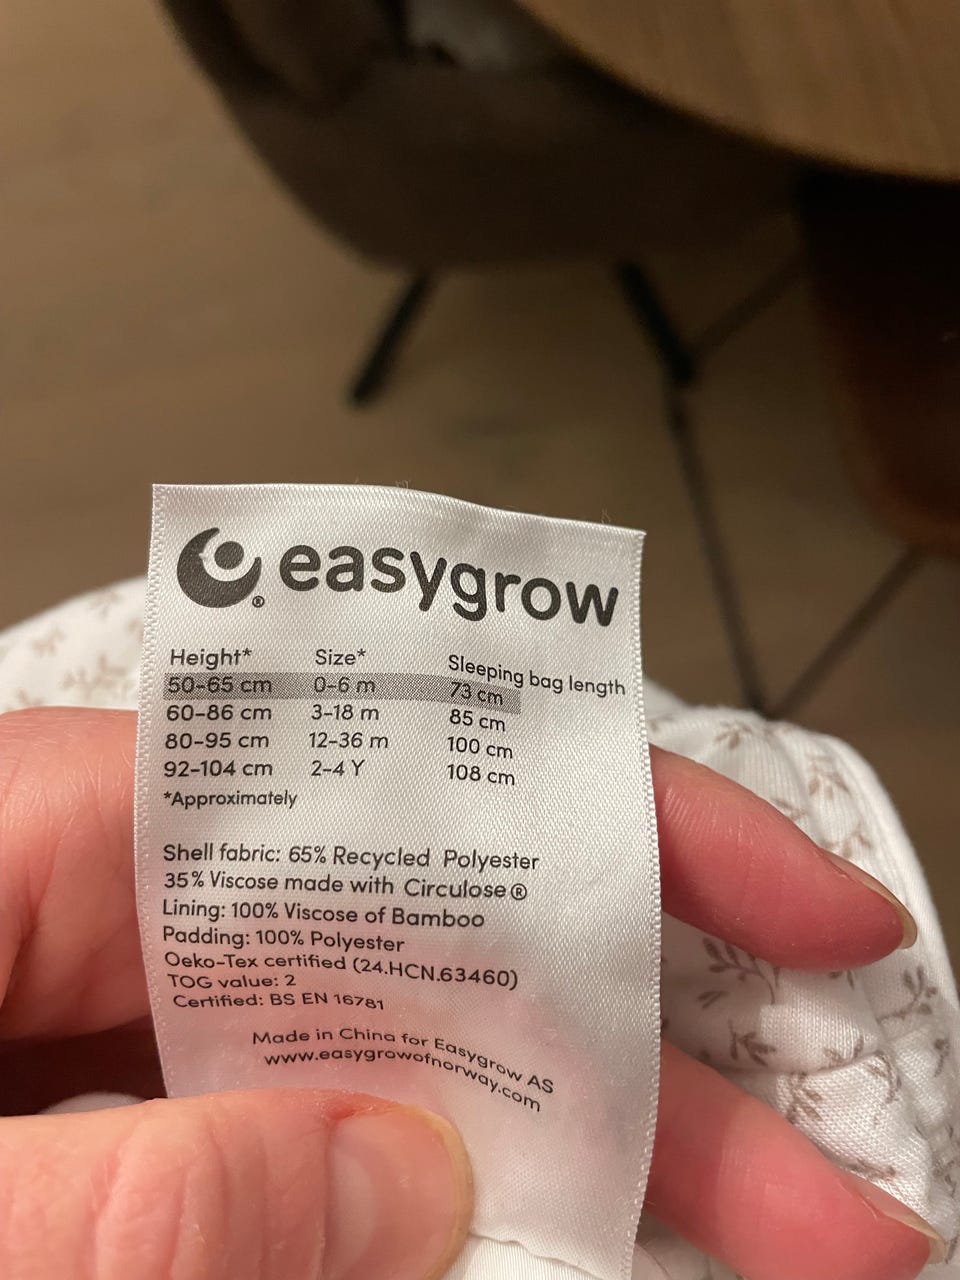 easygrow®
Height* Size* Sleeping bag length
50-65 cm 0-6 m 73 cm
60-86 cm 3-18 m 85 cm
80-95 cm 12-36 m 100 cm
92-104 cm 2-4 Y 108 cm
*Approximately
Shell fabric: 65% Recycled Polyester
35% Viscose made with Circulose®
Lining: 100% Viscose of Bamboo
Padding: 100% Polyester
Oeko-Tex certified (24.HCN.63460)
TOG value: 2
Certified: BS EN 16781
Made in China for Easygrow AS
www.easygrowofnorway.com